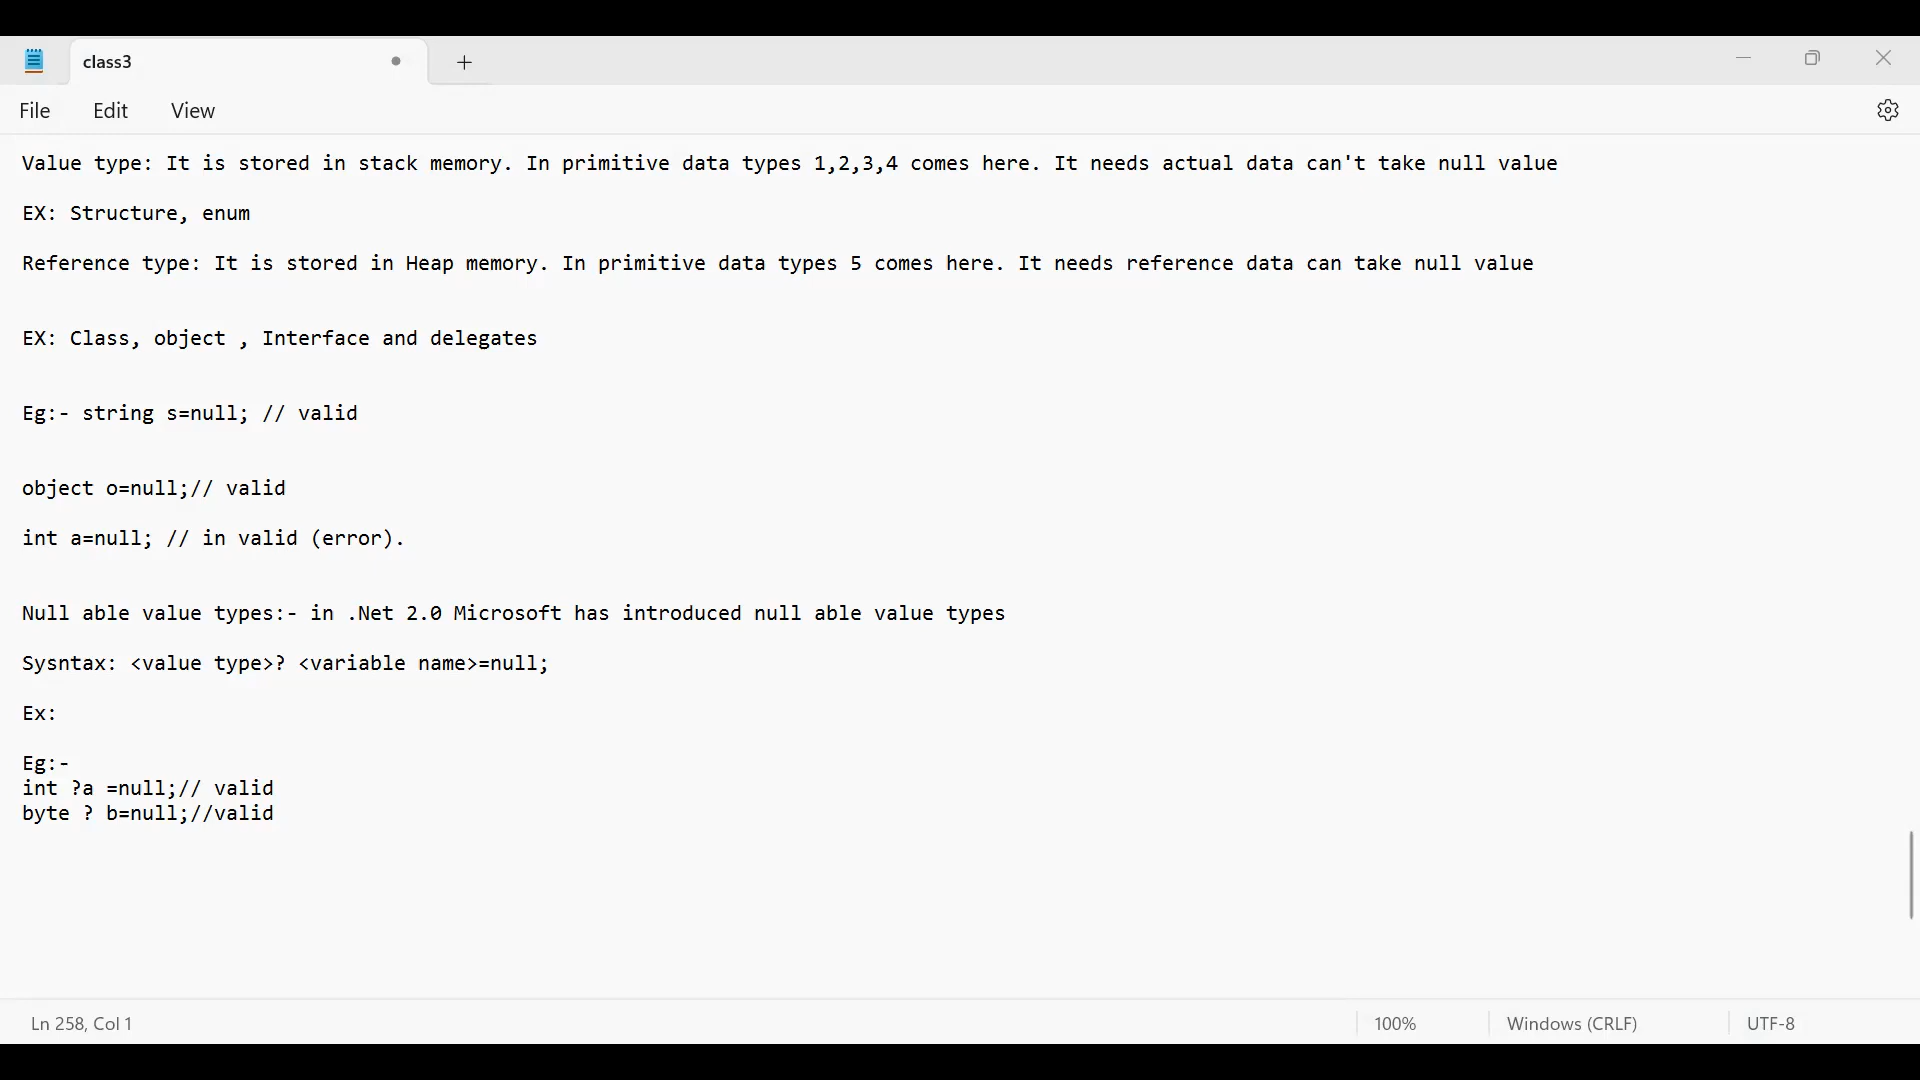 class3
File Edit View
Value type: It is stored in stack memory. In primitive data types 1,2,3,4 comes here. It needs actual data can't take null value
EX: Structure, enum
Reference type: It is stored in Heap memory. In primitive data types 5 comes here. It needs reference data can take null value
EX: Class, object , Interface and delegates
Eg:- string s=null; // valid
object o=null;// valid
int a=null; // in valid (error).
Null able value types:- in .Net 2.0 Microsoft has introduced null able value types
Sysntax: <value type>? <variable name>=null;
Ex:
Eg:-
int ?a =null;// valid
byte ? b=null;//valid
Ln 258, Col 1 100% Windows (CRLF) UTF-8